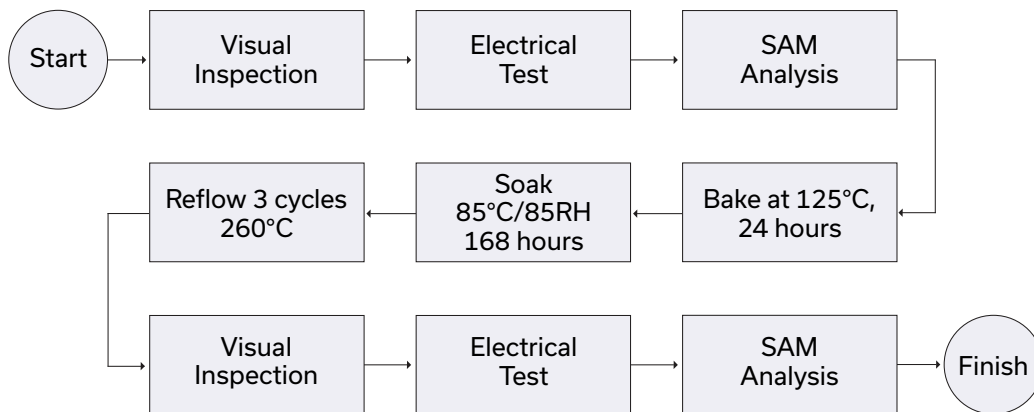 Start
Visual
Inspection
Electrical
Test
SAM
Analysis
Bake at 125°C,
24 hours
Soak
85°C/85RH
168 hours
Reflow 3 cycles
260°C
Visual
Inspection
Electrical
Test
SAM
Analysis
Finish